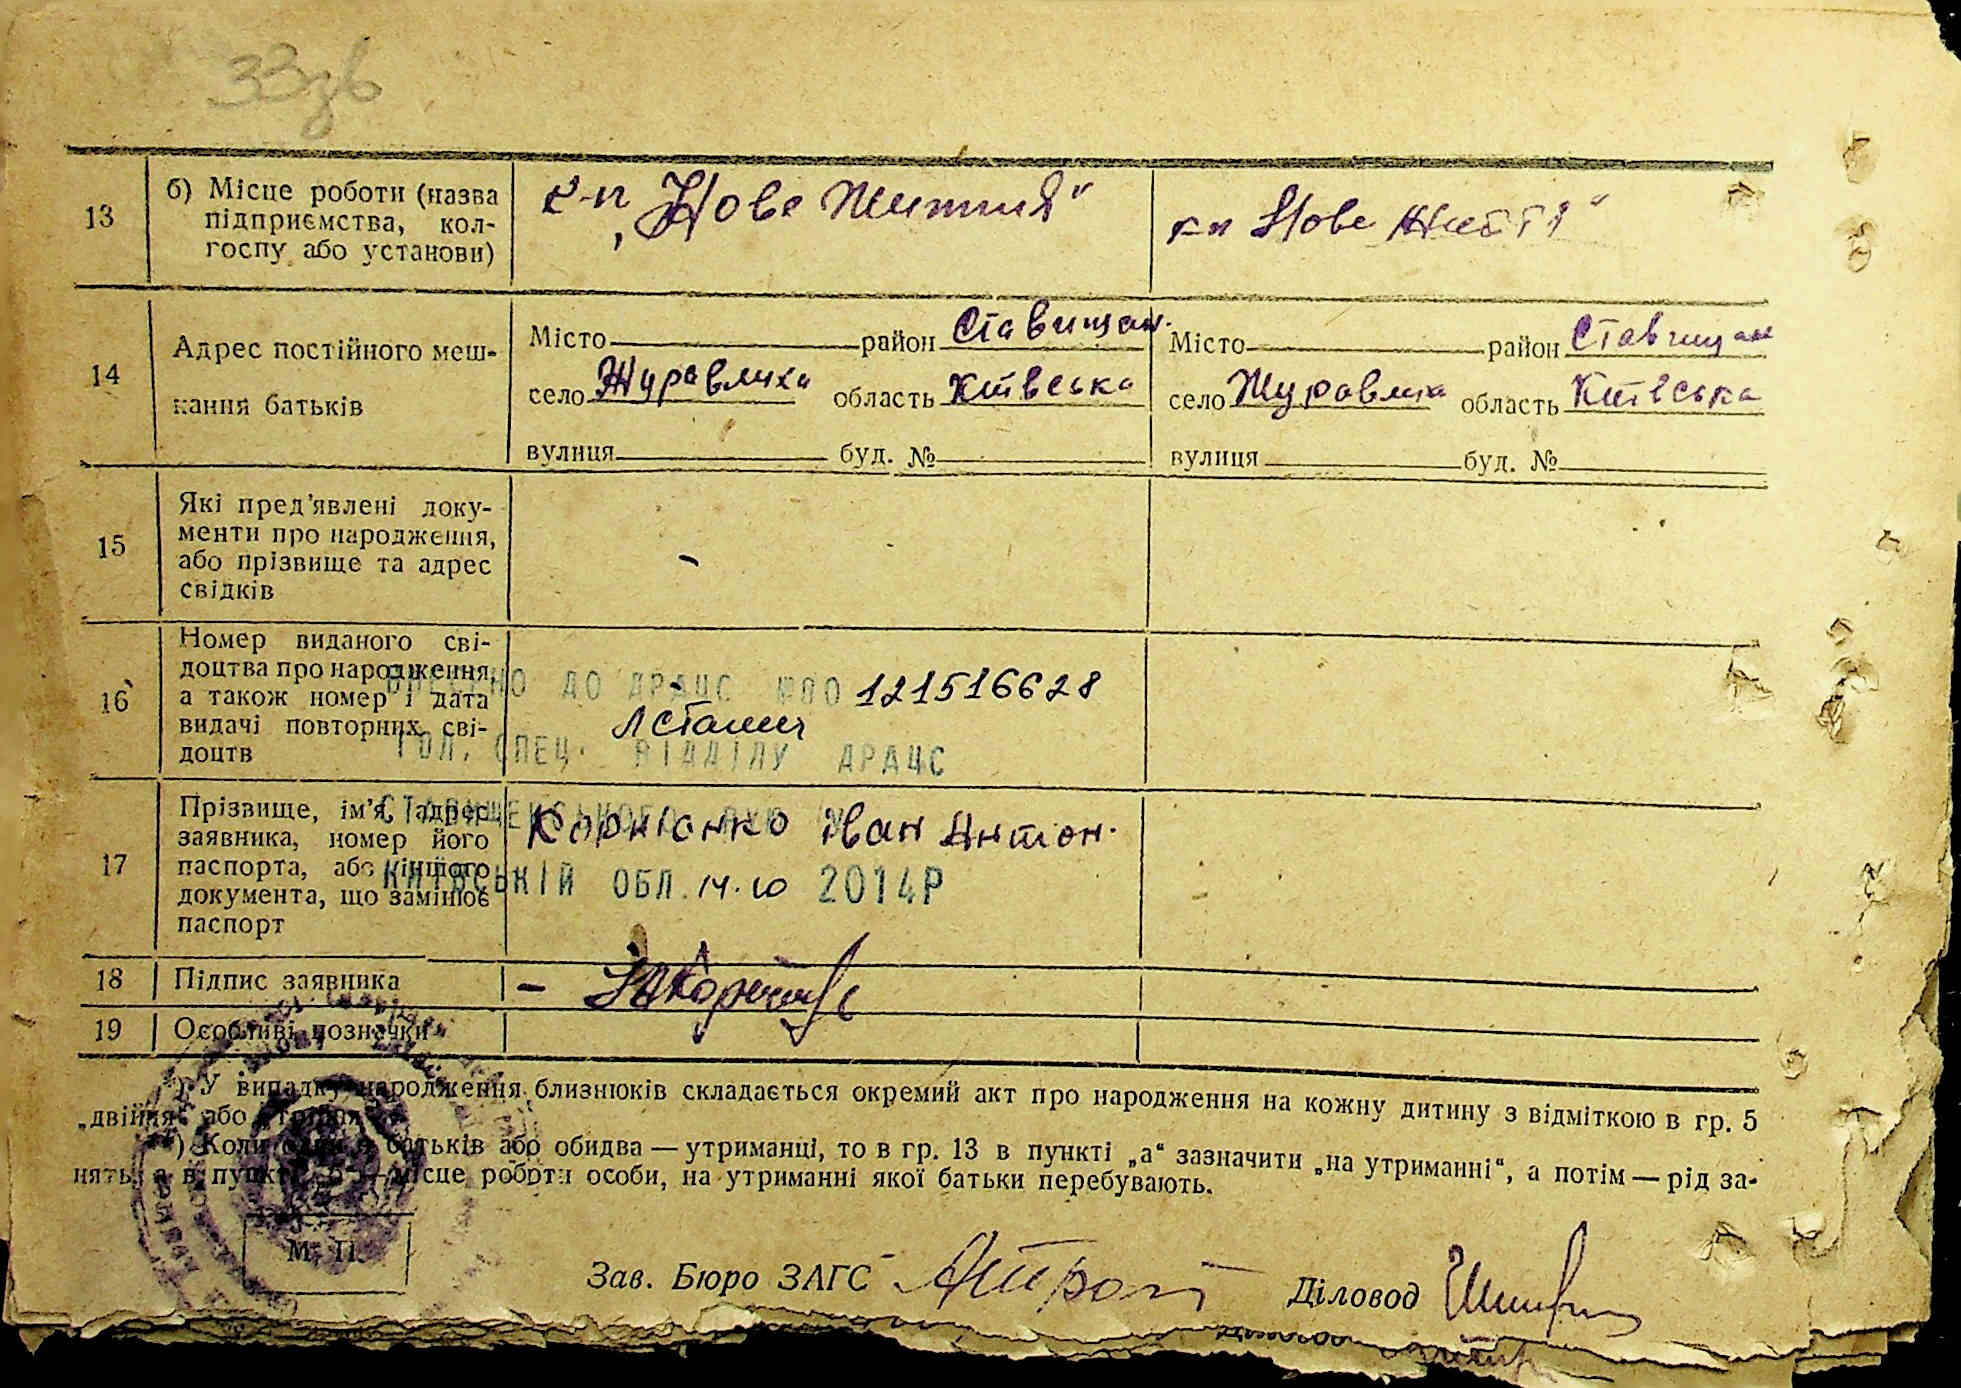 33зв
13
б) Місце роботи (назва
підприємства, кол-
госпу або установи)
к-п „Нове Життя“
кп Нове Життя“
14
Адрес постійного меш-
кання батьків
Місто район Ставищан.
село Журавлиха область Київська
вулиця буд. №
Місто район Ставищан
село Журавлиха область Київська
вулиця буд. №
15
Які пред'явлені доку-
менти про народження,
або прізвище та адрес
свідків
-
16
Номер виданого сві-
доцтва про народження,
а також номер і дата
видачі повторних сві-
доцтв
ВНЕСЕНО ДО ДРАЦС №00 121516628
ГОЛ. СПЕЦ. ВІДДІЛУ ДРАЦС
17
Прізвище, ім'я, адрес
заявника, номер його
паспорта, або іншого
документа, що замінює
паспорт
Корнієнко Іван Антон.
КИЇВСЬКІЙ ОБЛ. 14.10 2014Р
18
Підпис заявника
-
19
Особливі позначки
*) У випадку народження близнюків складається окремий акт про народження на кожну дитину з відміткою в гр. 5
„двійня“ або „трійня“
*) Коли один з батьків або обидва — утриманці, то в гр. 13 в пункті „а“ зазначити „на утриманні“, а потім — рід за-
нять, а в пункті „б“ — місце роботи особи, на утриманні якої батьки перебувають.
М. П.
Зав. Бюро ЗАГС
Діловод